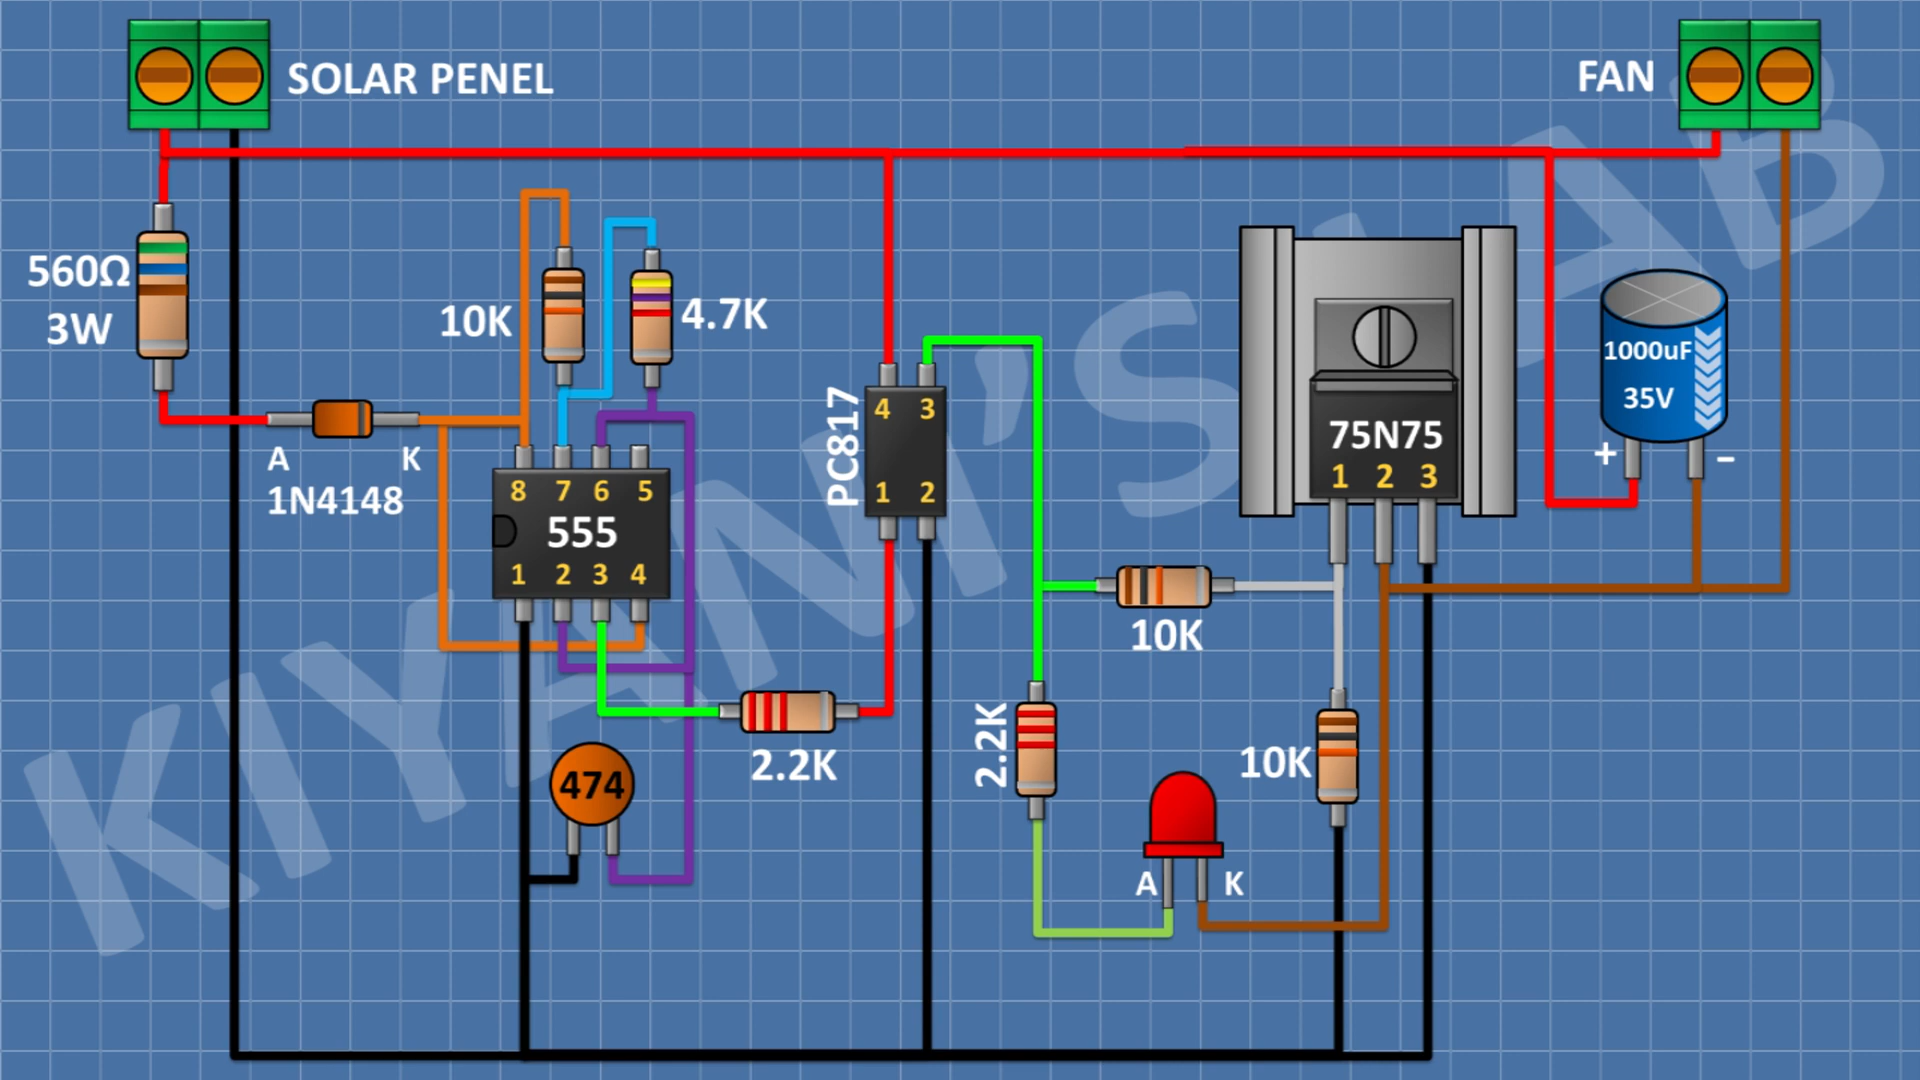 SOLAR PENEL
FAN
560Ω
3W
10K
4.7K
A
K
1N4148
8 7 6 5
555
1 2 3 4
PC817
4 3
1 2
2.2K
474
10K
2.2K
10K
A
K
75N75
1 2 3
1000uF
35V
+
-
KIYANI'S LAB